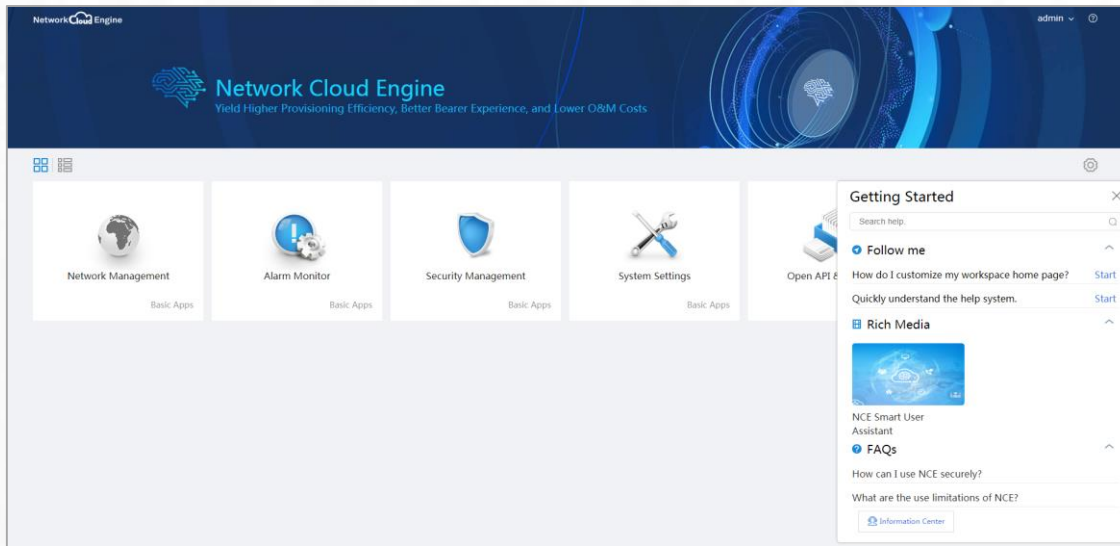 Network Cloud Engine
admin
Network Cloud Engine
Yield Higher Provisioning Efficiency, Better Bearer Experience, and Lower O&M Costs
Network Management
Basic Apps
Alarm Monitor
Basic Apps
Security Management
Basic Apps
System Settings
Basic Apps
Open API &
Getting Started
Search help.
Follow me
How do I customize my workspace home page? Start
Quickly understand the help system. Start
Rich Media
NCE Smart User
Assistant
FAQs
How can I use NCE securely?
What are the use limitations of NCE?
Information Center